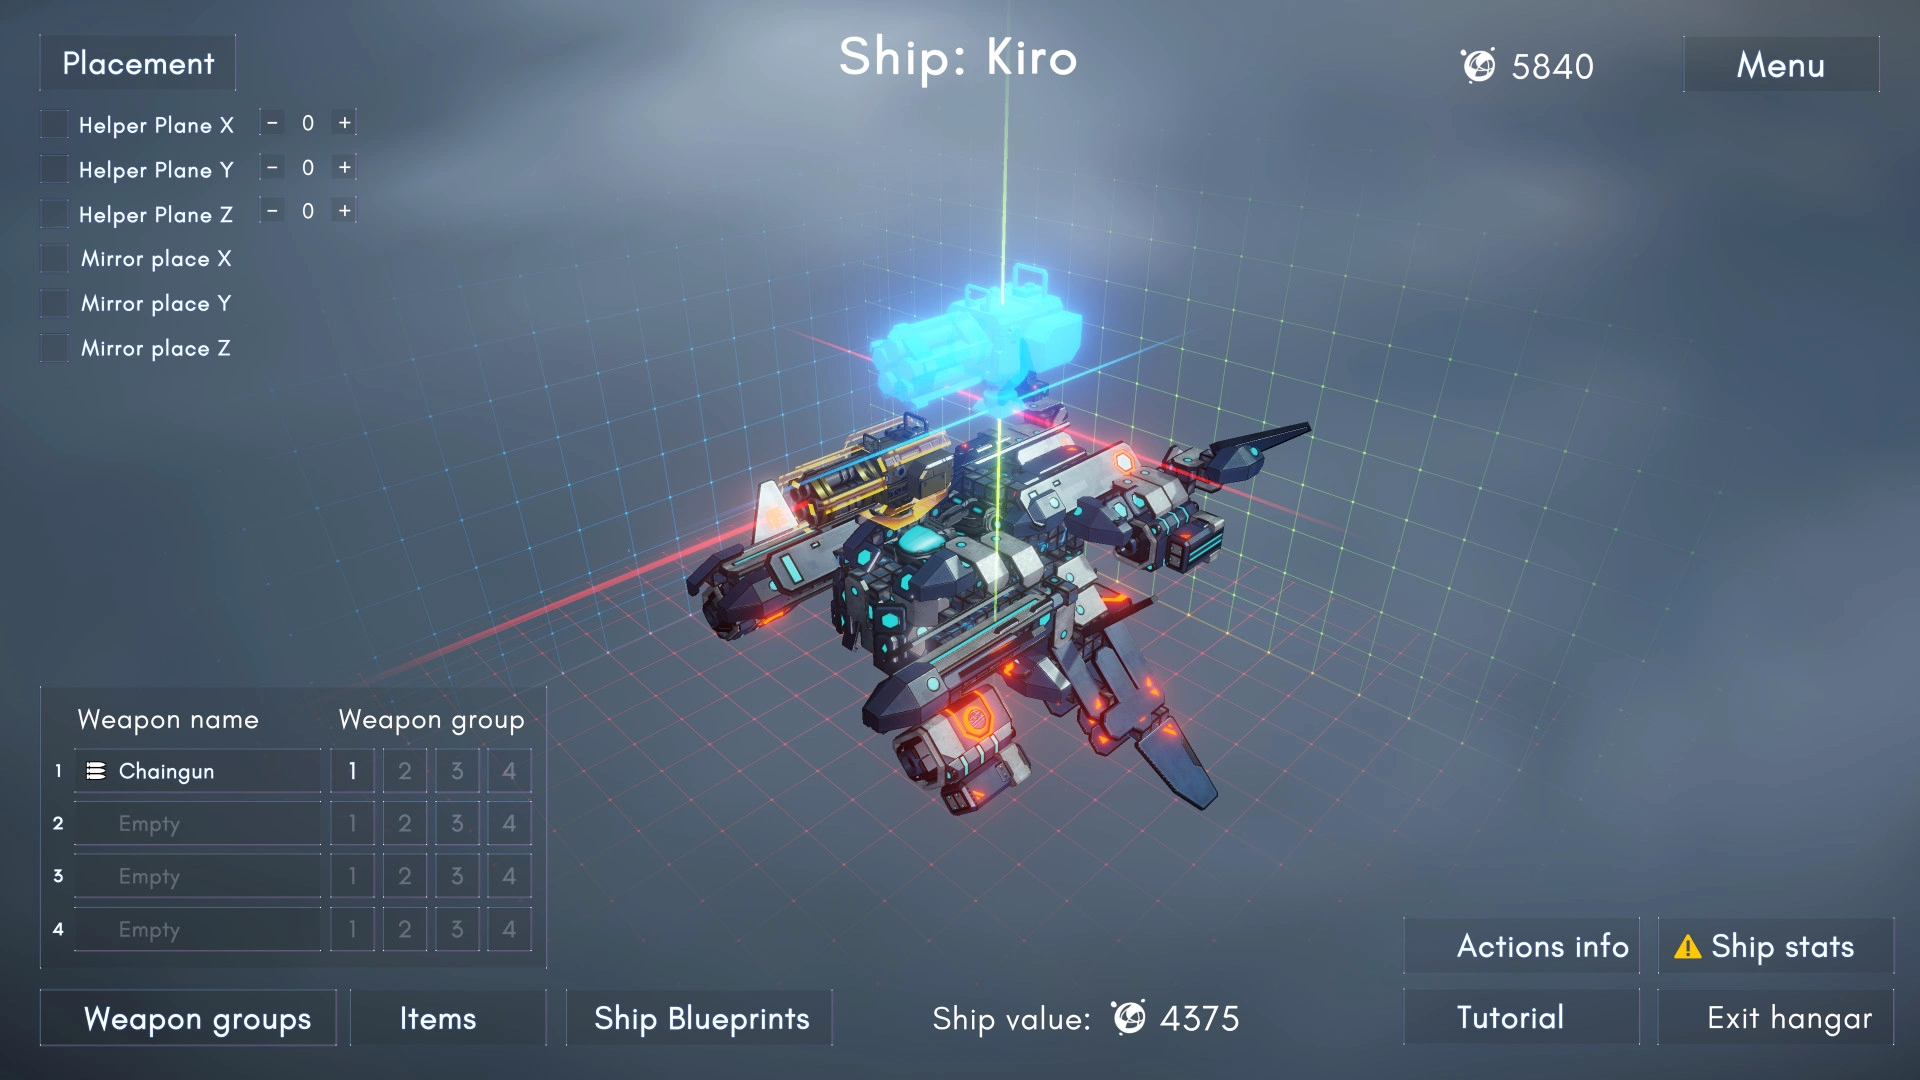 Placement
Ship: Kiro
5840
Menu
Helper Plane X - 0 +
Helper Plane Y - 0 +
Helper Plane Z - 0 +
Mirror place X
Mirror place Y
Mirror place Z
Weapon name Weapon group
1 Chaingun 1 2 3 4
2 Empty 1 2 3 4
3 Empty 1 2 3 4
4 Empty 1 2 3 4
Actions info
Ship stats
Weapon groups
Items
Ship Blueprints
Ship value: 4375
Tutorial
Exit hangar